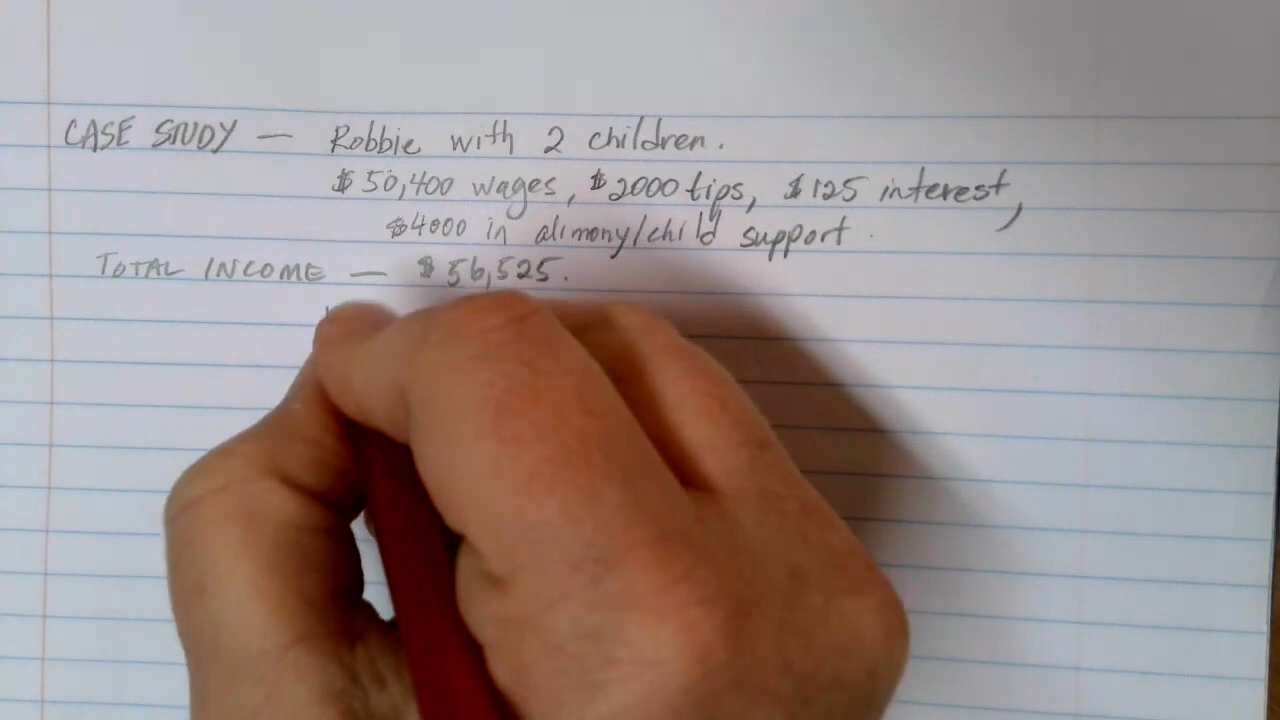 CASE STUDY — Robbie with 2 children.
$50,400 wages, $2000 tips, $125 interest,
$4000 in alimony/child support.
TOTAL INCOME — $56,525.